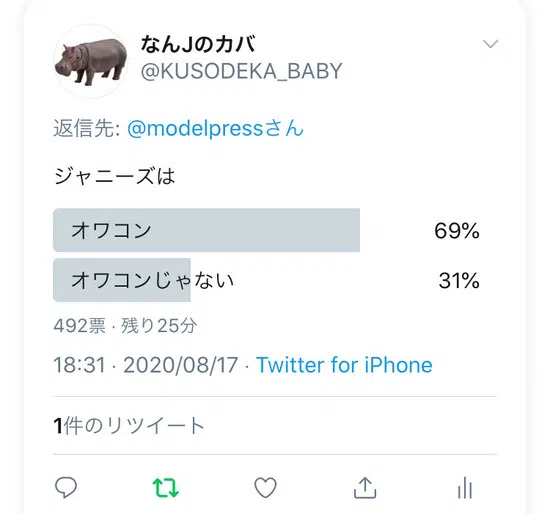 なんJのカバ
@KUSODEKA_BABY
返信先: @modelpressさん
ジャニーズは
オワコン 69%
オワコンじゃない 31%
492票 · 残り25分
18:31 · 2020/08/17 · Twitter for iPhone
1件のリツイート